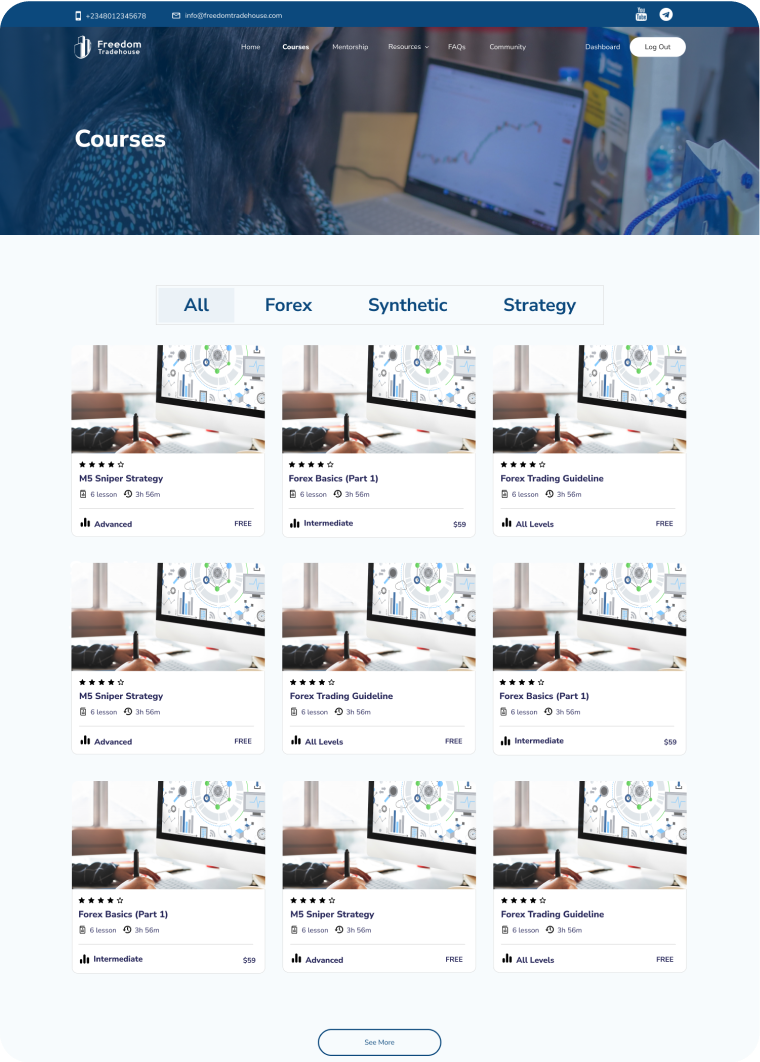 +2348012345678 info@freedomtradehouse.com You Tube
Freedom
Tradehouse
Home Courses Mentorship Resources FAQs Community Dashboard Log Out
Courses
All Forex Synthetic Strategy
M5 Sniper Strategy Forex Basics (Part 1) Forex Trading Guideline
6 lesson 3h 56m 6 lesson 3h 56m 6 lesson 3h 56m
Advanced FREE Intermediate $59 All Levels FREE
M5 Sniper Strategy Forex Trading Guideline Forex Basics (Part 1)
6 lesson 3h 56m 6 lesson 3h 56m 6 lesson 3h 56m
Advanced FREE All Levels FREE Intermediate $59
Forex Basics (Part 1) M5 Sniper Strategy Forex Trading Guideline
6 lesson 3h 56m 6 lesson 3h 56m 6 lesson 3h 56m
Intermediate $59 Advanced FREE All Levels FREE
See More